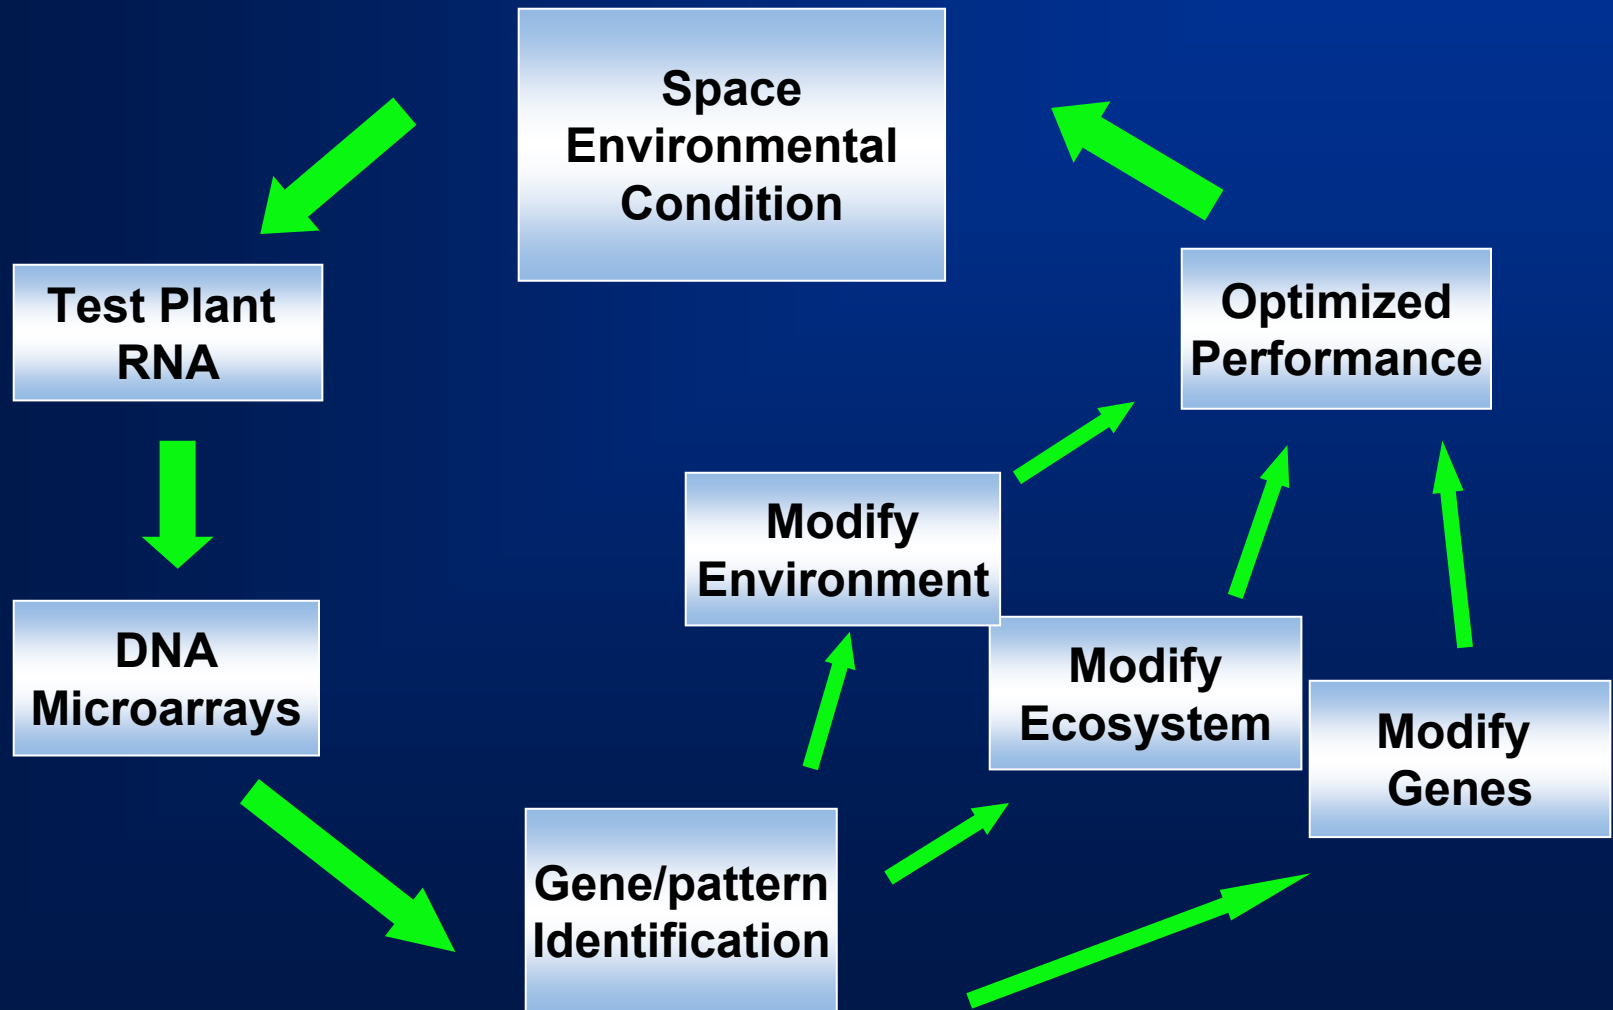 Space
Environmental
Condition
Test Plant
RNA
Optimized
Performance
Modify
Environment
DNA
Microarrays
Modify
Ecosystem
Modify
Genes
Gene/pattern
Identification